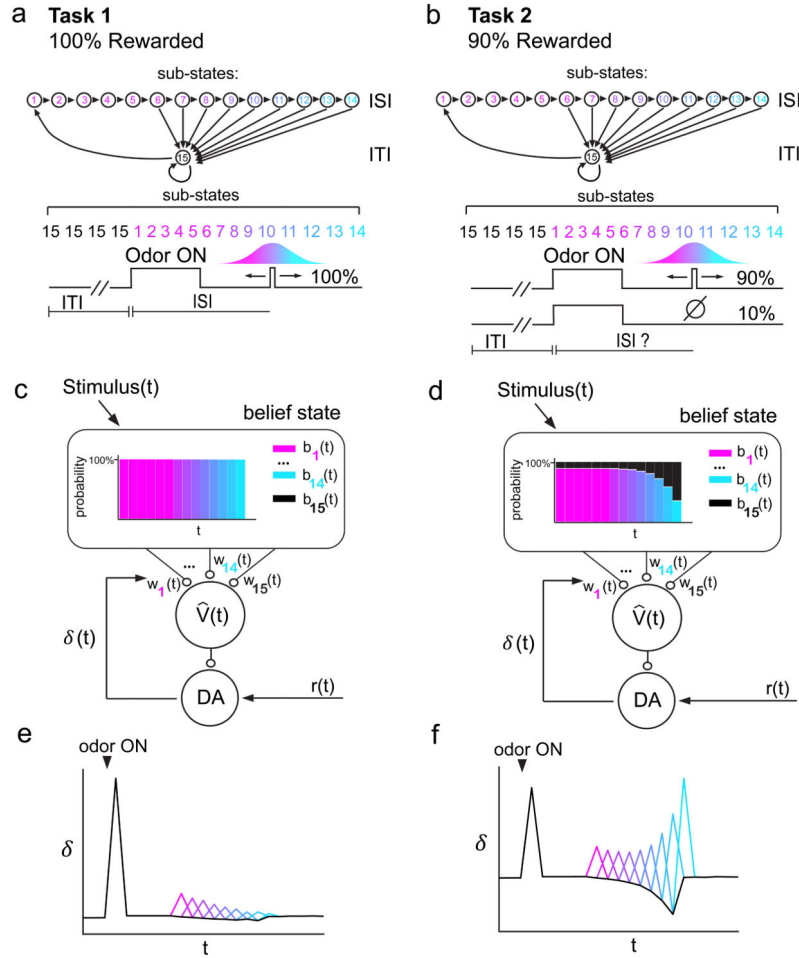 a Task 1
100% Rewarded
sub-states:
1 2 3 4 5 6 7 8 9 10 11 12 13 14 ISI
15 ITI
sub-states
15 15 15 15 1 2 3 4 5 6 7 8 9 10 11 12 13 14
Odor ON
100%
ITI ISI
b Task 2
90% Rewarded
sub-states:
1 2 3 4 5 6 7 8 9 10 11 12 13 14 ISI
15 ITI
sub-states
15 15 15 15 1 2 3 4 5 6 7 8 9 10 11 12 13 14
Odor ON
90%
10%
ITI ISI ?
c
Stimulus(t)
belief state
100%
probability
t
b1(t)
...
b14(t)
b15(t)
...
w1(t) w14(t) w15(t)
V̂(t)
δ(t)
DA
r(t)
d
Stimulus(t)
belief state
100%
probability
t
b1(t)
...
b14(t)
b15(t)
...
w1(t) w14(t) w15(t)
V̂(t)
δ(t)
DA
r(t)
e
odor ON
δ
t
f
odor ON
δ
t